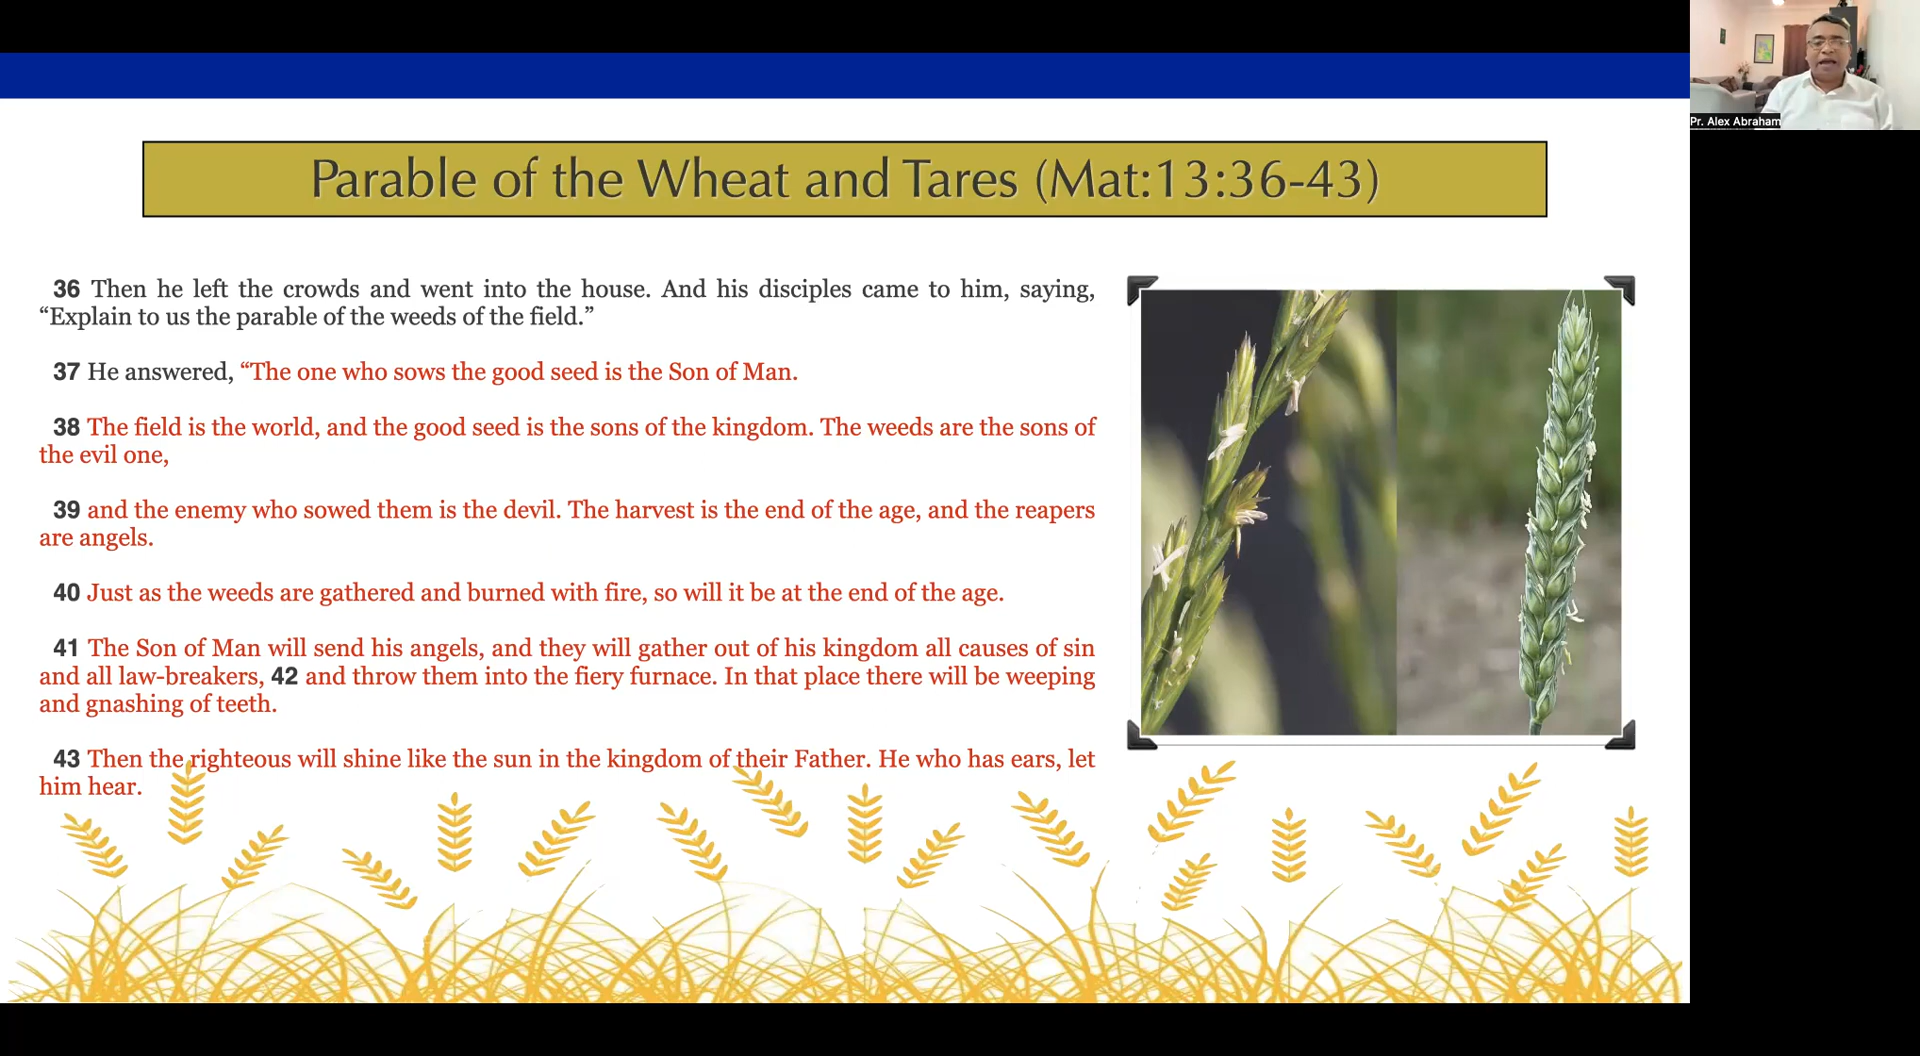 Pr. Alex Abraham
Parable of the Wheat and Tares (Mat:13:36-43)
36 Then he left the crowds and went into the house. And his disciples came to him, saying,
“Explain to us the parable of the weeds of the field.”
37 He answered, “The one who sows the good seed is the Son of Man.
38 The field is the world, and the good seed is the sons of the kingdom. The weeds are the sons of
the evil one,
39 and the enemy who sowed them is the devil. The harvest is the end of the age, and the reapers
are angels.
40 Just as the weeds are gathered and burned with fire, so will it be at the end of the age.
41 The Son of Man will send his angels, and they will gather out of his kingdom all causes of sin
and all law-breakers, 42 and throw them into the fiery furnace. In that place there will be weeping
and gnashing of teeth.
43 Then the righteous will shine like the sun in the kingdom of their Father. He who has ears, let
him hear.